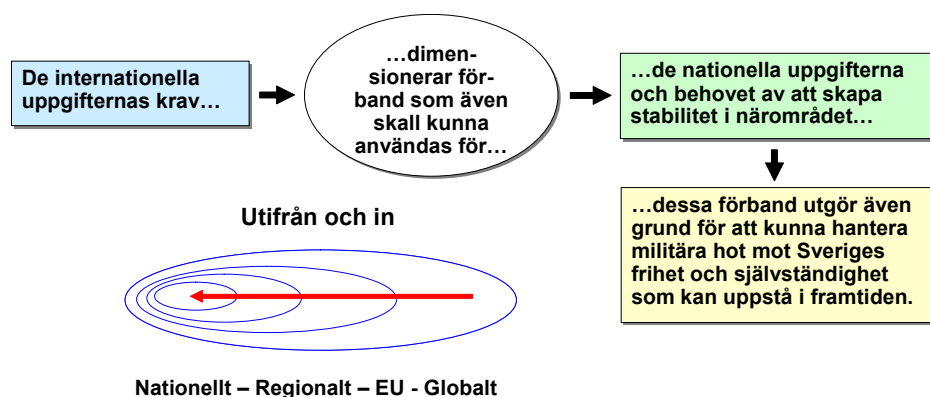 De internationella
uppgifternas krav…
…dimen-
sionerar för-
band som även
skall kunna
användas för…
…de nationella uppgifterna
och behovet av att skapa
stabilitet i närområdet…
…dessa förband utgör även
grund för att kunna hantera
militära hot mot Sveriges
frihet och självständighet
som kan uppstå i framtiden.
Utifrån och in
Nationellt – Regionalt – EU - Globalt